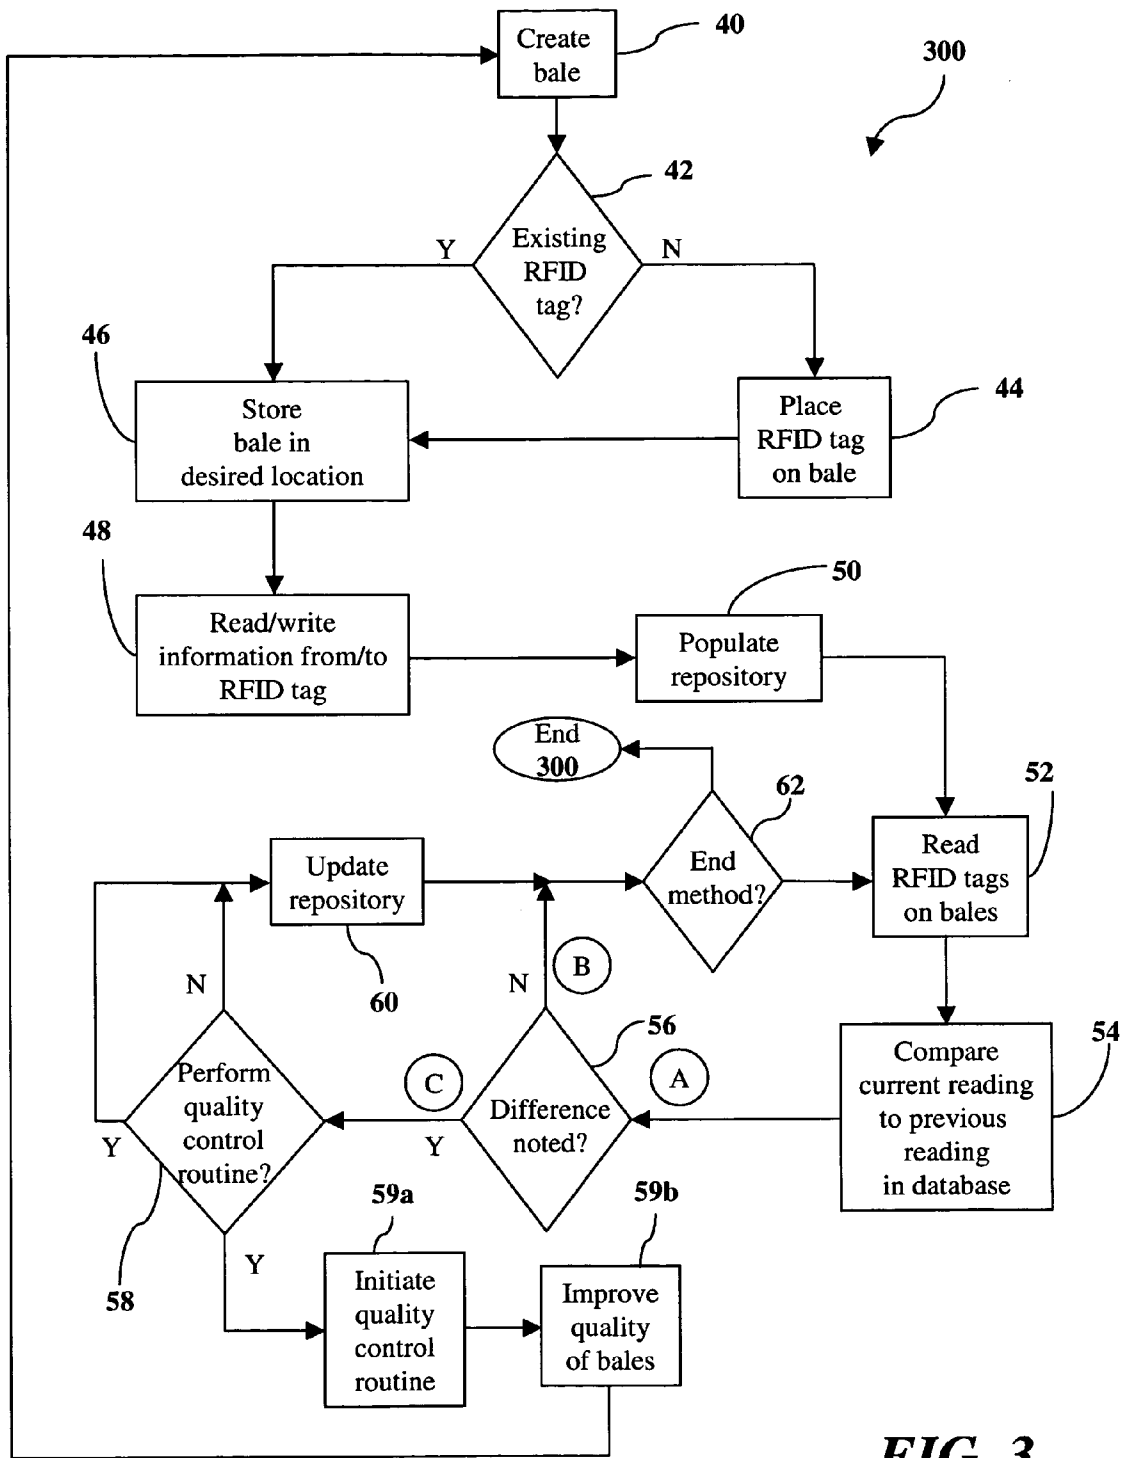 Create
bale
40
300
42
Existing
RFID
tag?
Y
N
46
Store
bale in
desired location
Place
RFID tag
on bale
44
48
Read/write
information from/to
RFID tag
50
Populate
repository
End
300
62
52
Update
repository
End
method?
Read
RFID tags
on bales
60
N
N
B
56
54
Perform
quality
control
routine?
C
A
Difference
noted?
Compare
current reading
to previous
reading
in database
Y
Y
58
Y
59a
59b
Initiate
quality
control
routine
Improve
quality
of bales
FIG. 3